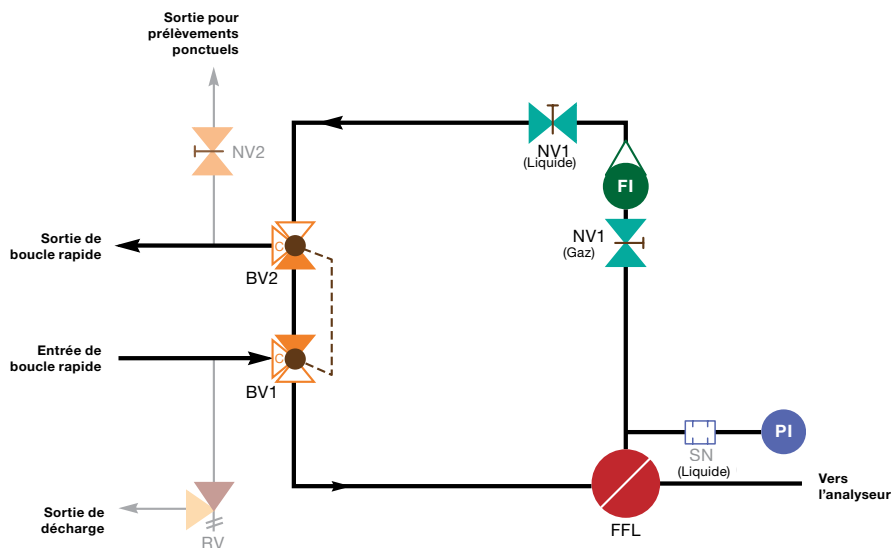 Sortie pour
prélèvements
ponctuels
NV2
NV1
(Liquide)
FI
NV1
(Gaz)
Sortie de
boucle rapide
C
BV2
Entrée de
boucle rapide
C
BV1
PI
SN
(Liquide)
Vers
l'analyseur
FFL
Sortie de
décharge
RV